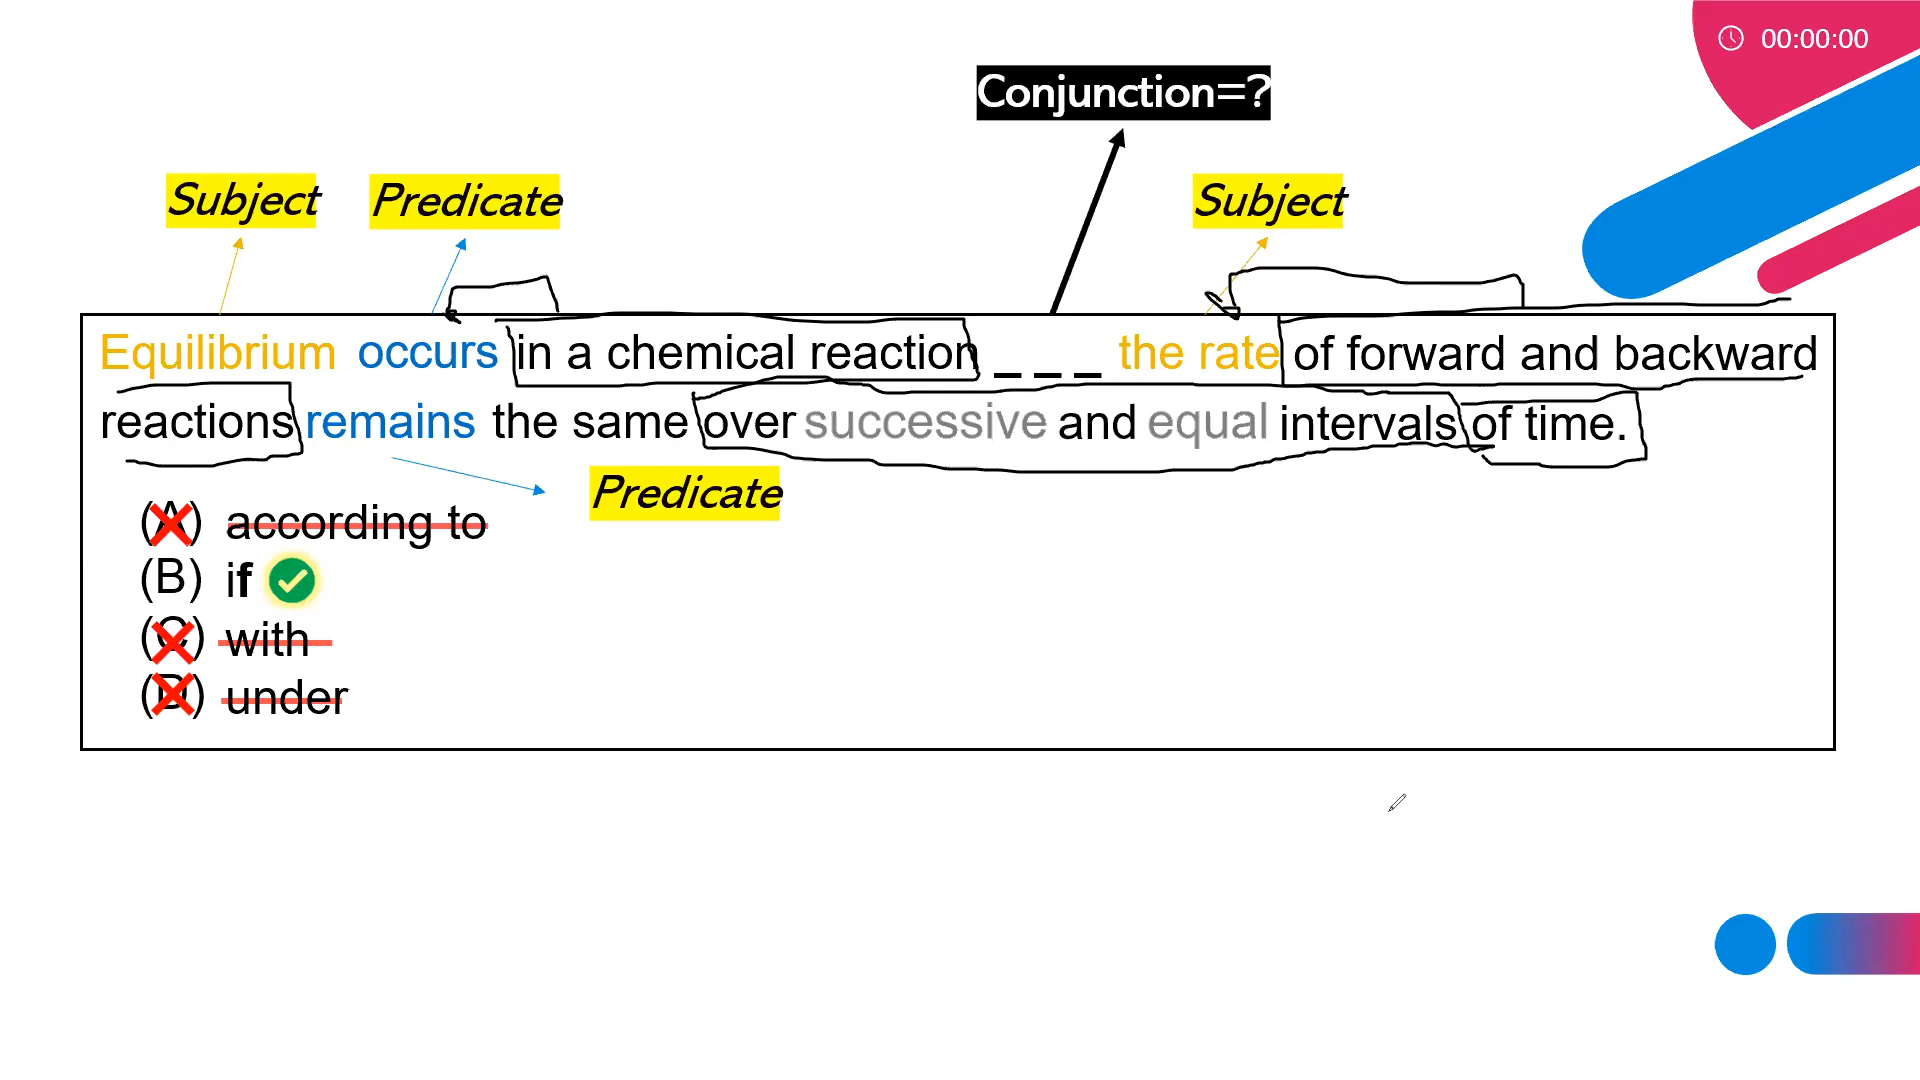 00:00:00
Conjunction=?
Subject Predicate Subject
Equilibrium occurs in a chemical reaction _ _ _ the rate of forward and backward
reactions remains the same over successive and equal intervals of time.
Predicate
(A) according to
(B) if
(C) with
(D) under